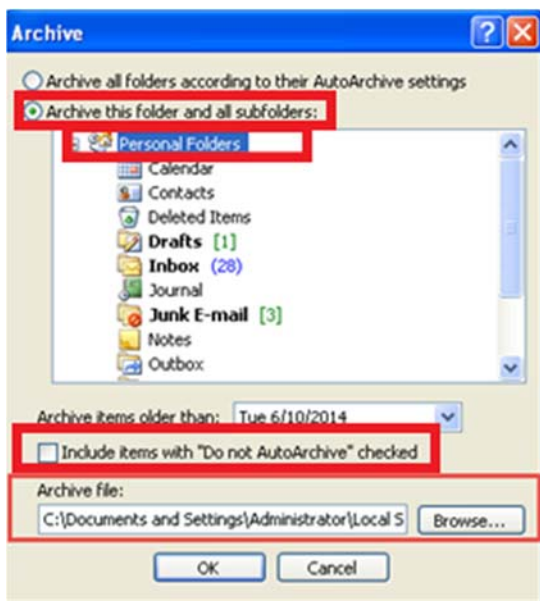 Archive
Archive all folders according to their AutoArchive settings
Archive this folder and all subfolders:
Personal Folders
Calendar
Contacts
Deleted Items
Drafts [1]
Inbox (28)
Journal
Junk E-mail [3]
Notes
Outbox
Archive items older than: Tue 6/10/2014
Include items with "Do not AutoArchive" checked
Archive file:
C:\Documents and Settings\Administrator\Local S Browse...
OK Cancel